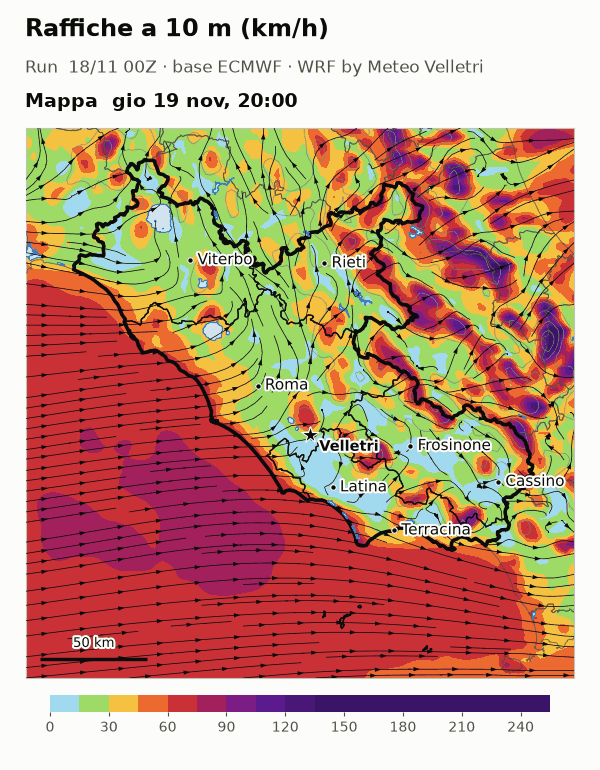 Raffiche a 10 m (km/h)
Run  18/11 00Z · base ECMWF · WRF by Meteo Velletri
Mappa  gio 19 nov, 20:00
Viterbo
Rieti
Roma
Velletri
Frosinone
Latina
Cassino
Terracina
50 km
0 30 60 90 120 150 180 210 240